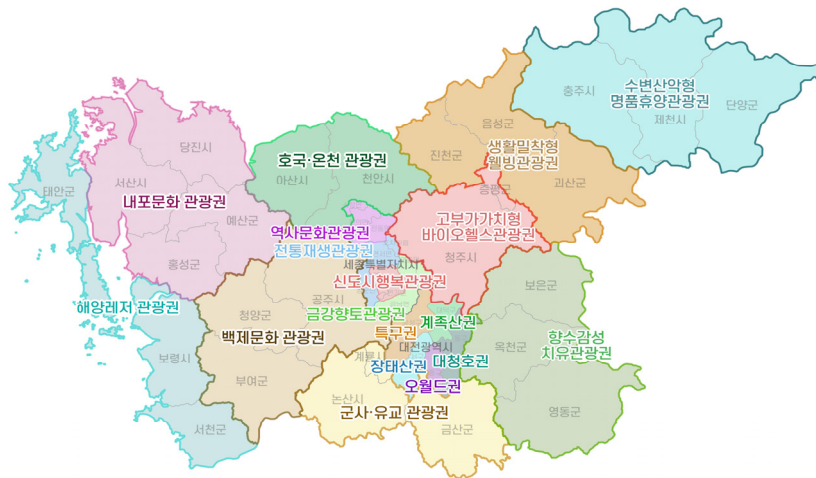 수변산악형
명품휴양관광권
충주시
단양군
제천시
음성군
생활밀착형
웰빙관광권
진천군
증평군
괴산군
당진시
호국·온천 관광권
아산시
천안시
태안군
서산시
내포문화 관광권
예산군
홍성군
고부가가치형
바이오헬스관광권
청주시
역사문화관광권
전통재생관광권
세종특별자치시
신도시행복관광권
해양레저 관광권
금강향토관광권
공주시
청양군
백제문화 관광권
보은군
계족산권
특구권
대전광역시
향수감성
치유관광권
옥천군
대청호권
장태산권
계룡시
오월드권
보령시
부여군
논산시
군사·유교 관광권
영동군
서천군
금산군